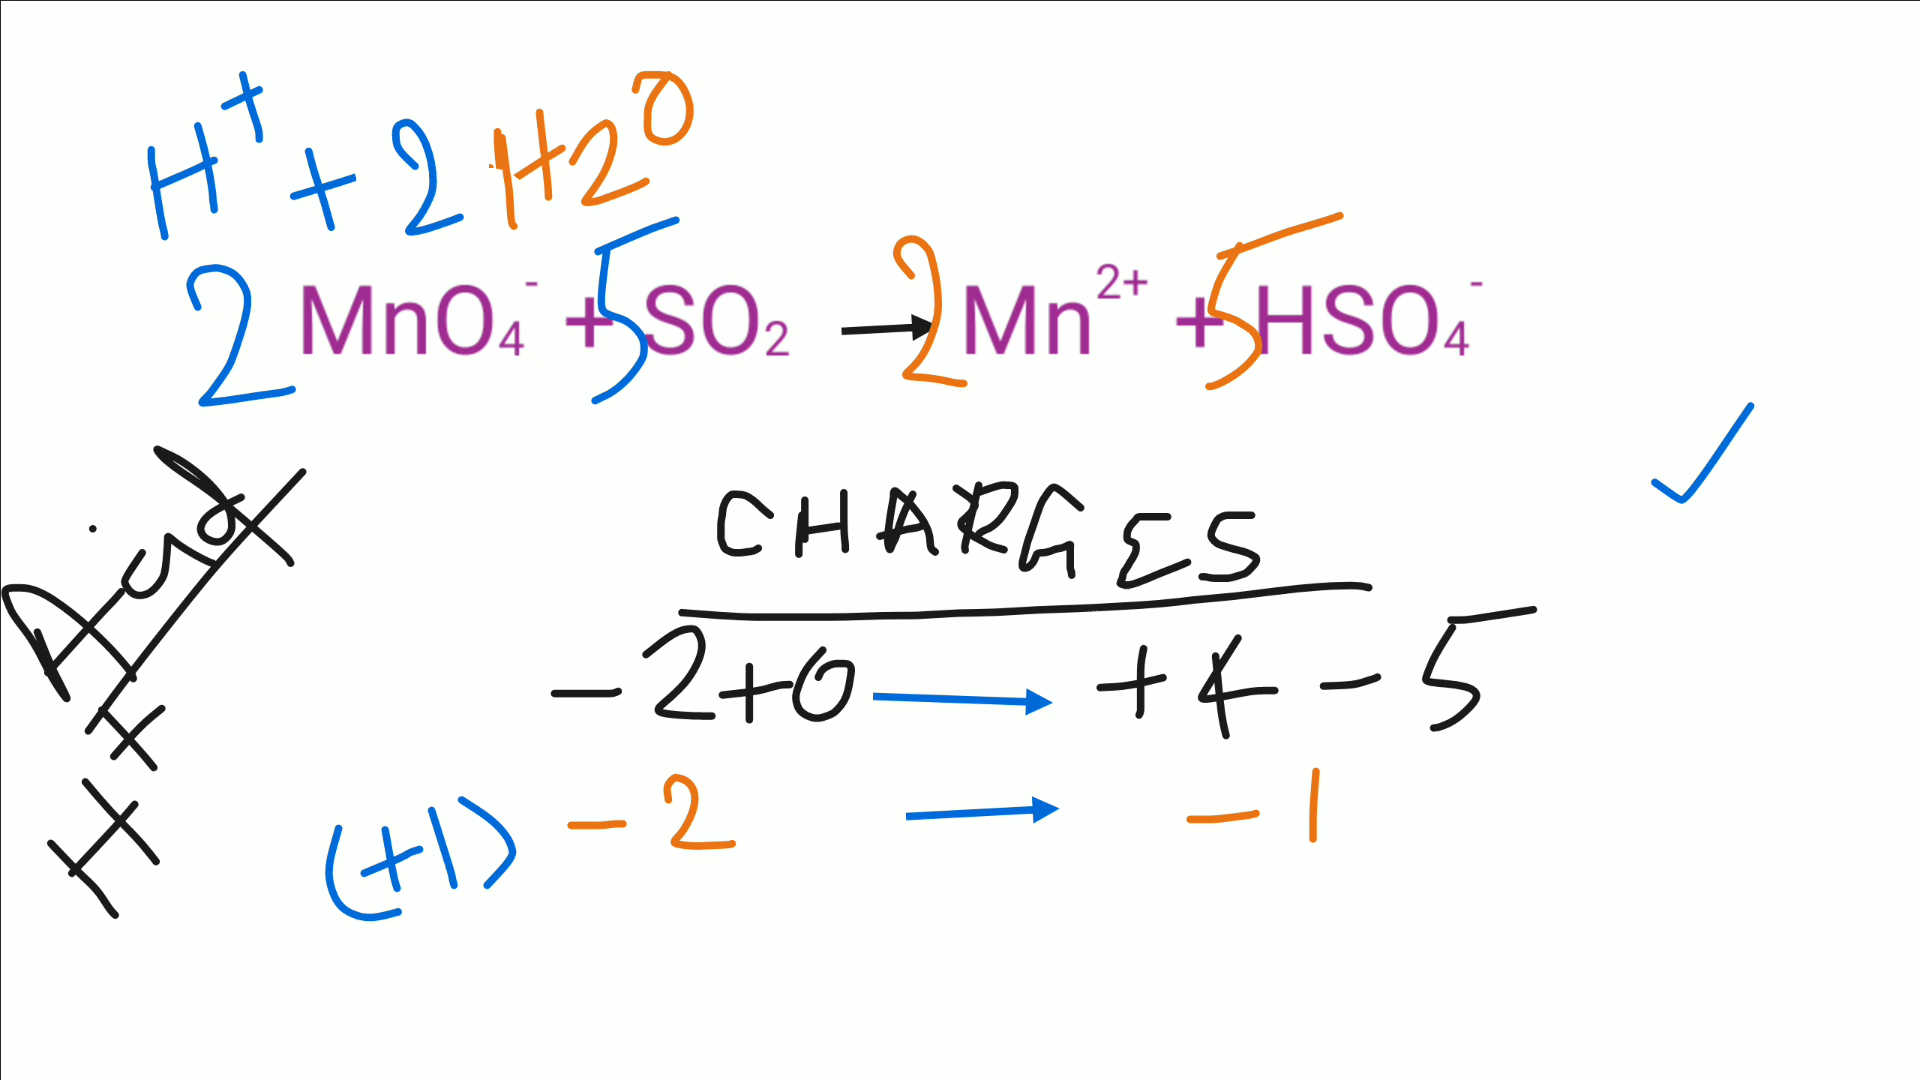 H⁺ + 2 H2O
2 MnO₄⁻ + 5 SO₂ → 2 Mn²⁺ + 5 HSO₄⁻
CHARGES
-2+0 → +4-5
(+1) -2 → -1
Acid
H⁺